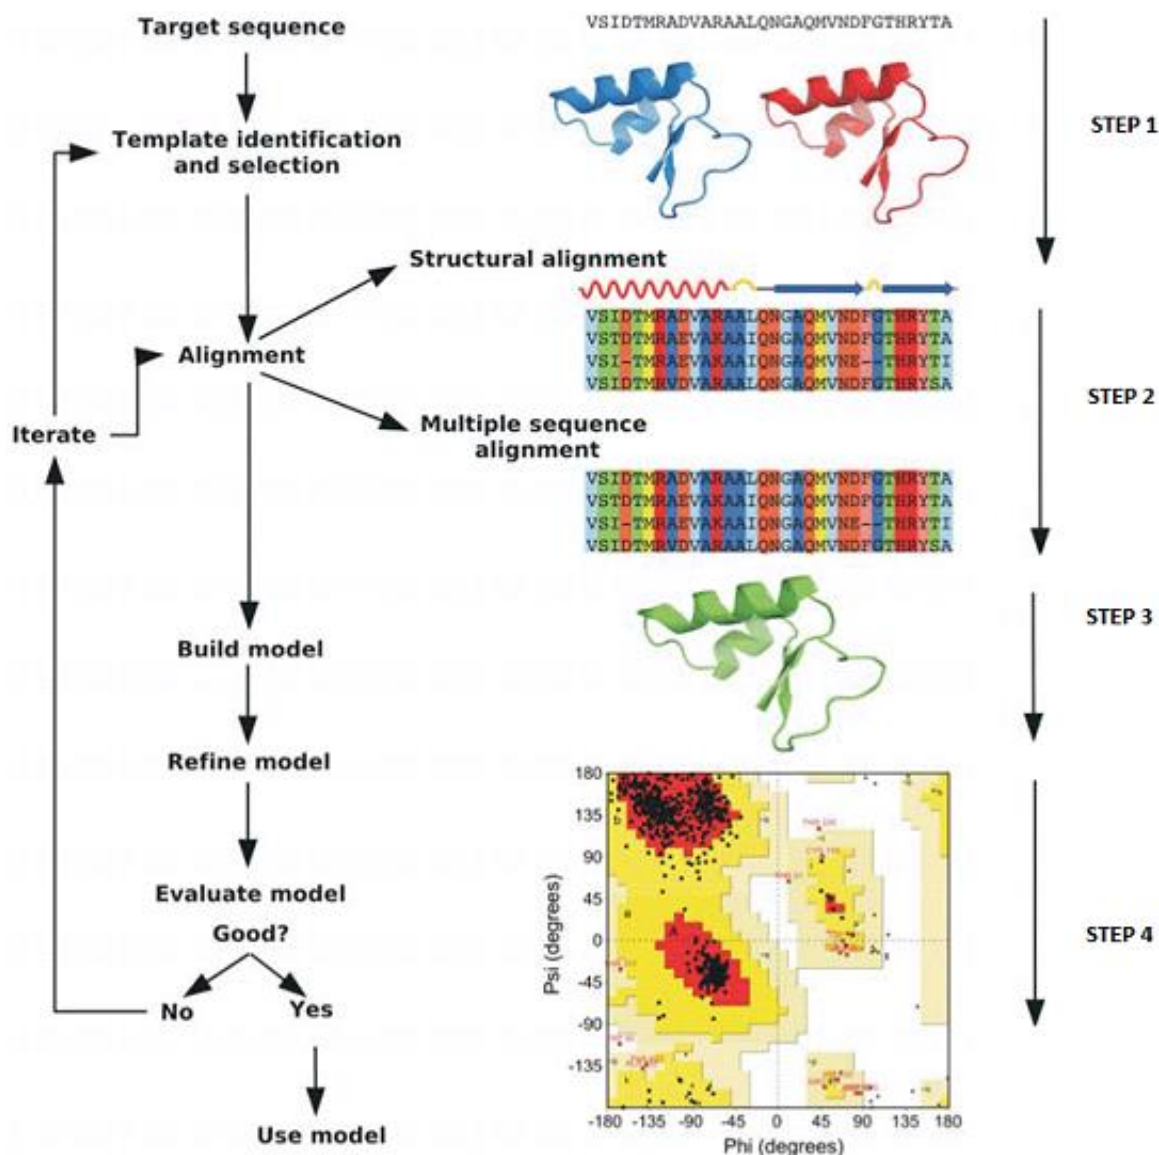 Target sequence
VSIDTMRADVARAALQNGAQMVNDFGTHRYTA
STEP 1
Template identification
and selection
Structural alignment
VSIDTMRADVARAALQNGAQMVNDFGTHRYTA
VSTDTMRAEVAKAAIQNGAQMVNDFGTHRYTA
VSI-TMRAEVAKAAIQNGAQMVNE--THRYTI
VSIDTMRVDVARAALQNGAQMVNDFGTHRYSA
Alignment
STEP 2
Iterate
Multiple sequence
alignment
VSIDTMRADVARAALQNGAQMVNDFGTHRYTA
VSTDTMRAEVAKAAIQNGAQMVNDFGTHRYTA
VSI-TMRAEVAKAAIQNGAQMVNE--THRYTI
VSIDTMRVDVARAALQNGAQMVNDFGTHRYSA
STEP 3
Build model
Refine model
Evaluate model
Good?
No
Yes
Use model
STEP 4
180
135
90
45
0
-45
-90
-135
Psi (degrees)
-180 -135 -90 -45 0 45 90 135 180
Phi (degrees)